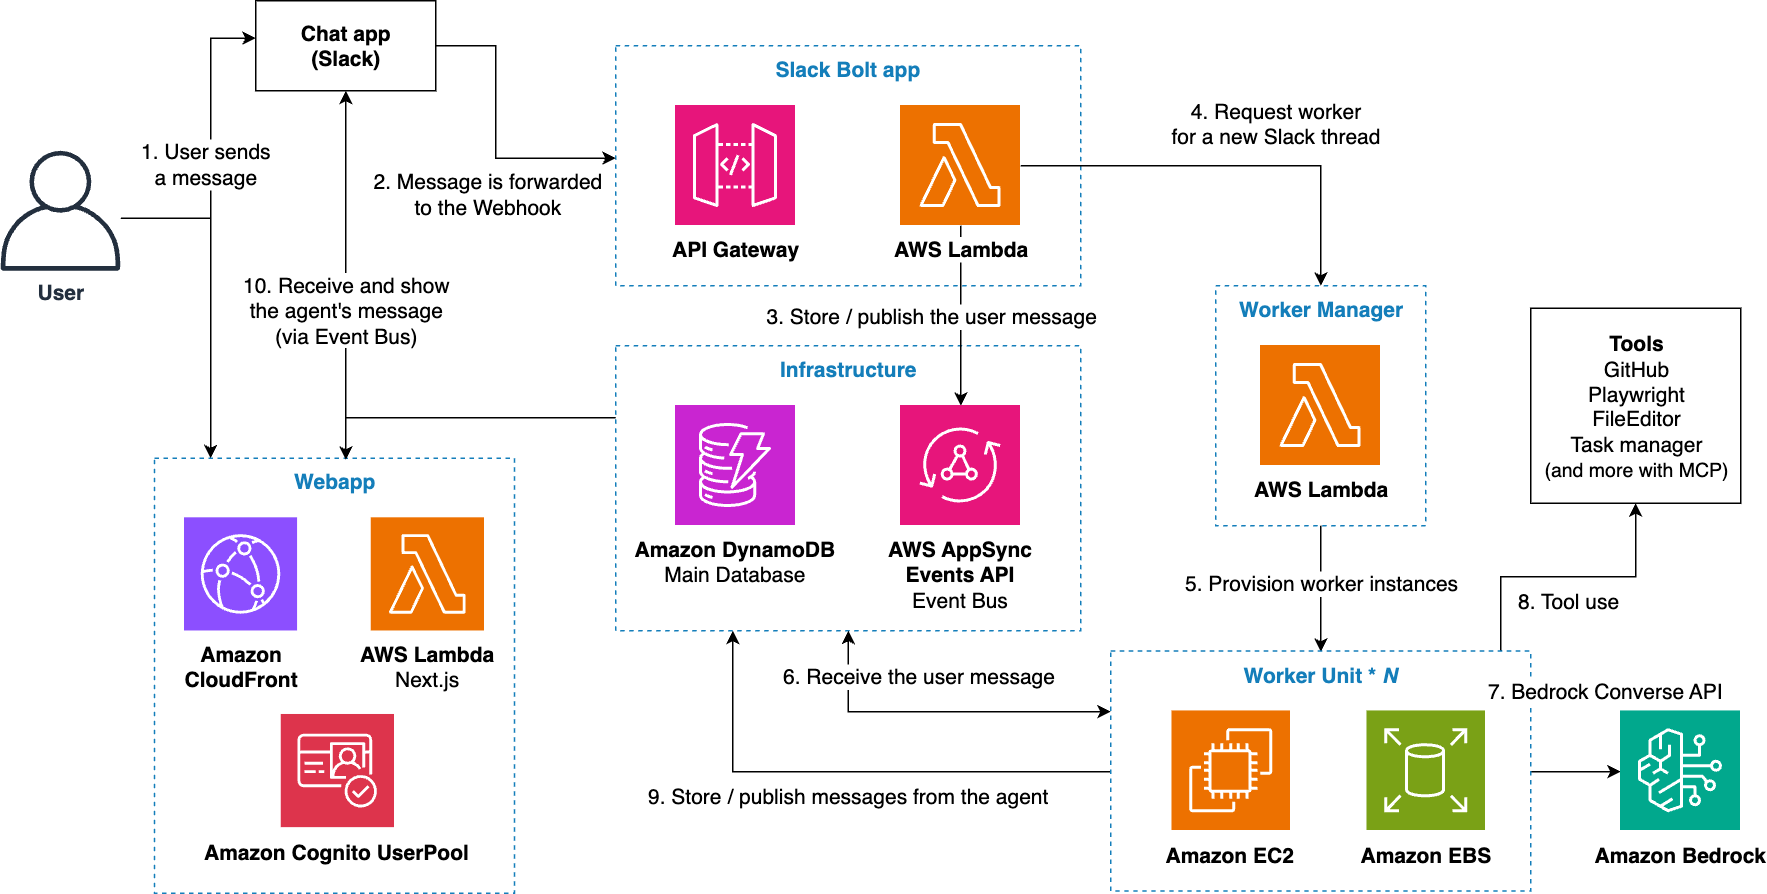 Chat app
(Slack)
1. User sends
a message
User
2. Message is forwarded
to the Webhook
10. Receive and show
the agent's message
(via Event Bus)
Slack Bolt app
API Gateway
AWS Lambda
3. Store / publish the user message
4. Request worker
for a new Slack thread
Worker Manager
AWS Lambda
Tools
GitHub
Playwright
FileEditor
Task manager
(and more with MCP)
Infrastructure
Amazon DynamoDB
Main Database
AWS AppSync
Events API
Event Bus
Webapp
Amazon
CloudFront
AWS Lambda
Next.js
Amazon Cognito UserPool
5. Provision worker instances
6. Receive the user message
8. Tool use
Worker Unit * N
7. Bedrock Converse API
9. Store / publish messages from the agent
Amazon EC2
Amazon EBS
Amazon Bedrock